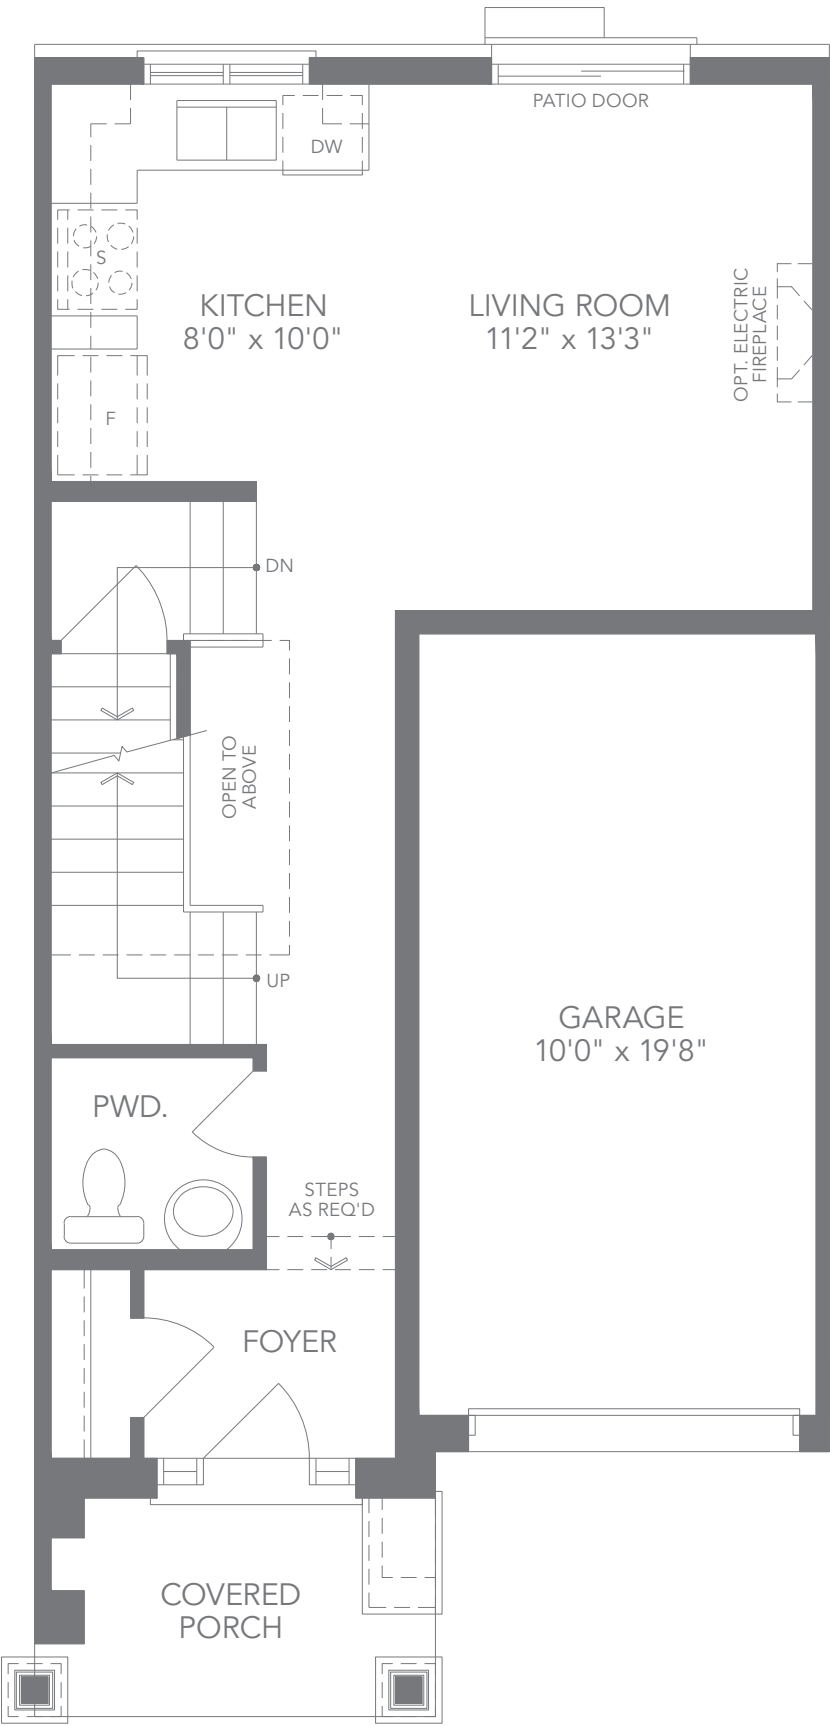 PATIO DOOR
DW
S
KITCHEN
8'0" x 10'0"
LIVING ROOM
11'2" x 13'3"
OPT. ELECTRIC
FIREPLACE
F
DN
OPEN TO
ABOVE
UP
GARAGE
10'0" x 19'8"
PWD.
STEPS
AS REQ'D
FOYER
COVERED
PORCH